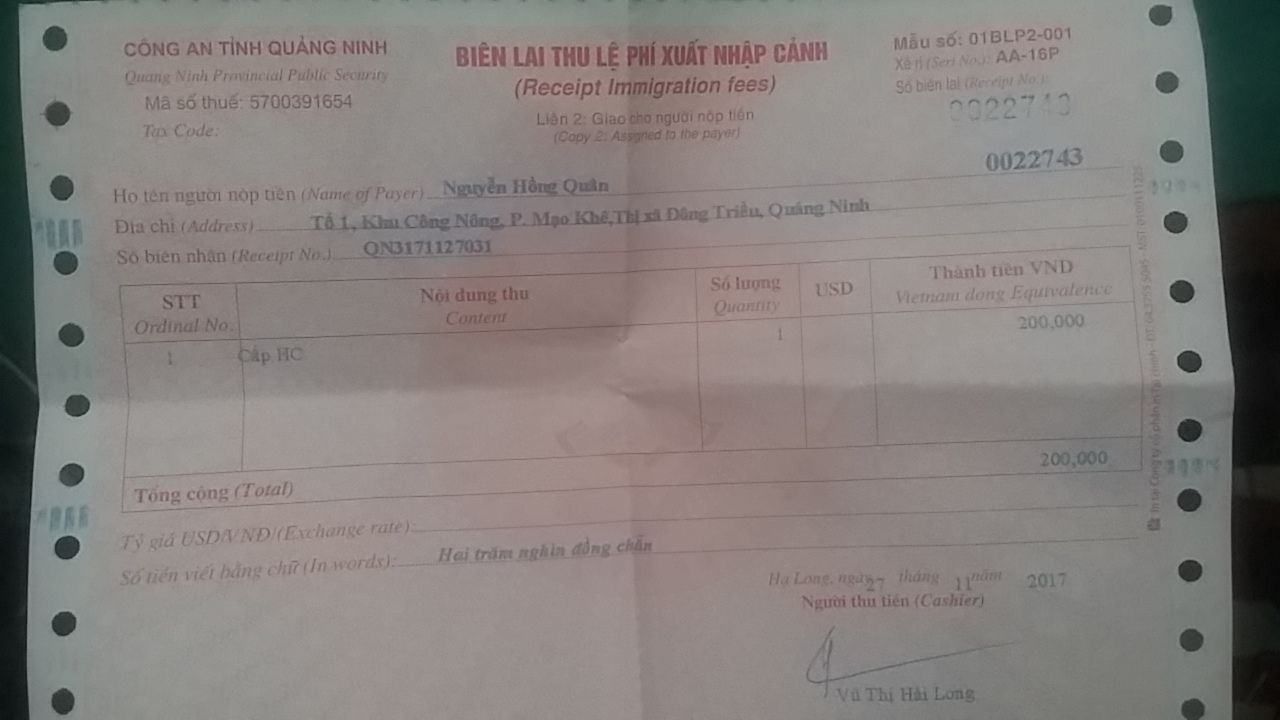 CÔNG AN TỈNH QUẢNG NINH
Quang Ninh Provincial Public Security
Mã số thuế: 5700391654
Tax Code:
BIÊN LAI THU LỆ PHÍ XUẤT NHẬP CẢNH
(Receipt Immigration fees)
Liên 2: Giao cho người nộp tiền
(Copy 2: Assgned to the payer)
Mẫu số: 01BLP2-001
Xê ri (Seri No.): AA-16P
Số biên lai (Receipt No.):
0022743
0022743
Họ tên người nộp tiền (Name of Payer) Nguyễn Hồng Quân
Địa chỉ (Address) Tổ 1, Khu Công Nông, P. Mạo Khê,Thị xã Đông Triều, Quảng Ninh
Số biên nhận (Receipt No.) QN3171127031
STT Nội dung thu Số lượng USD Thành tiền VND
Ordinal No. Content Quantity Vietnam dong Equivalence
1 Cấp HC 1 200,000
Tổng cộng (Total) 200,000
Tỷ giá USD/VNĐ/(Exchange rate)
Số tiền viết bằng chữ (In words): Hai trăm nghìn đồng chẵn
Hạ Long, ngày 27 tháng 11 năm 2017
Người thu tiền (Cashier)
Vũ Thị Hải Long